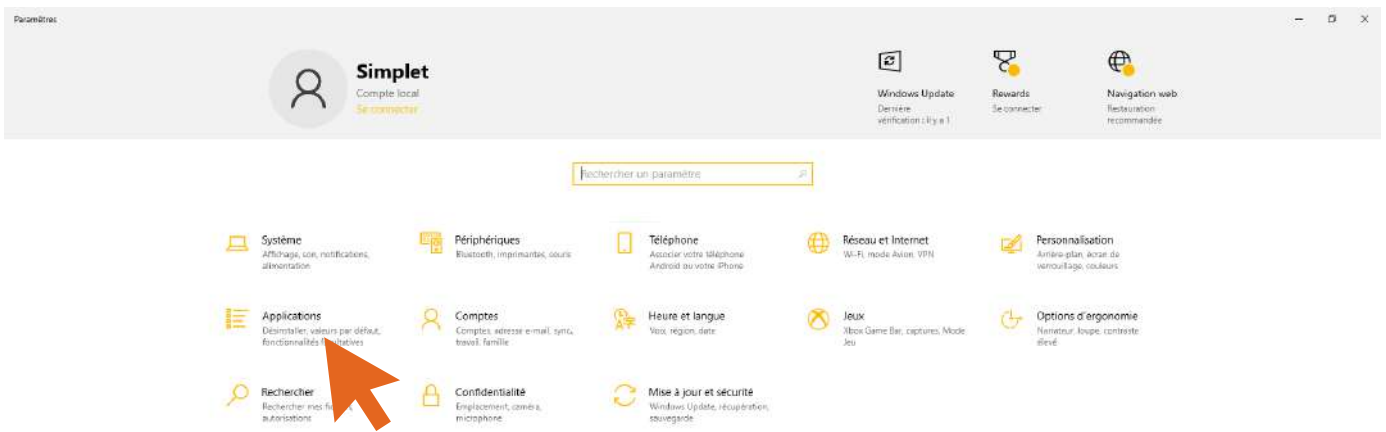 Paramètres
Simplet
Compte local
Se connecter
Windows Update
Dernière
vérification : il y a 1
Rewards
Se connecter
Navigation web
Restauration
recommandée
Rechercher un paramètre
Système
Affichage, son, notifications,
alimentation
Périphériques
Bluetooth, imprimantes, souris
Téléphone
Associer votre téléphone
Android ou votre iPhone
Réseau et Internet
Wi-Fi, mode Avion, VPN
Personnalisation
Arrière-plan, écran de
verrouillage, couleurs
Applications
Désinstaller, valeurs par défaut,
fonctionnalités
Comptes
Comptes, adresse e-mail, sync.,
travail, famille
Heure et langue
Voix, région, date
Jeux
Xbox Game Bar, captures, Mode
Jeu
Options d'ergonomie
Narrateur, loupe, contraste
élevé
Rechercher
Rechercher mes
autorisations
Confidentialité
Emplacement, caméra,
microphone
Mise à jour et sécurité
Windows Update, récupération,
sauvegarde